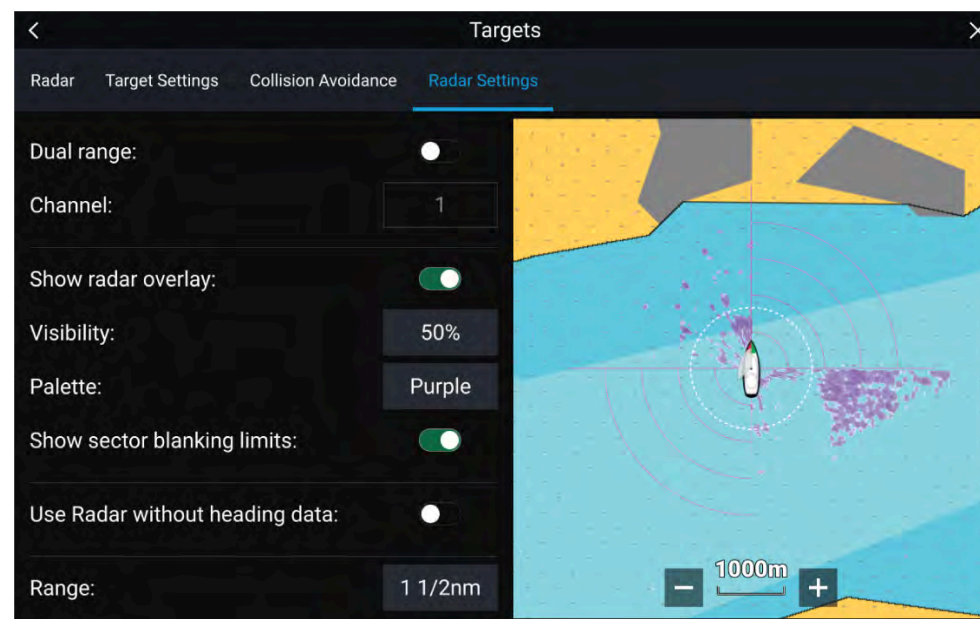 Targets
Radar Target Settings Collision Avoidance Radar Settings
Dual range:
Channel: 1
Show radar overlay:
Visibility: 50%
Palette: Purple
Show sector blanking limits:
Use Radar without heading data:
Range: 1 1/2nm
1000m